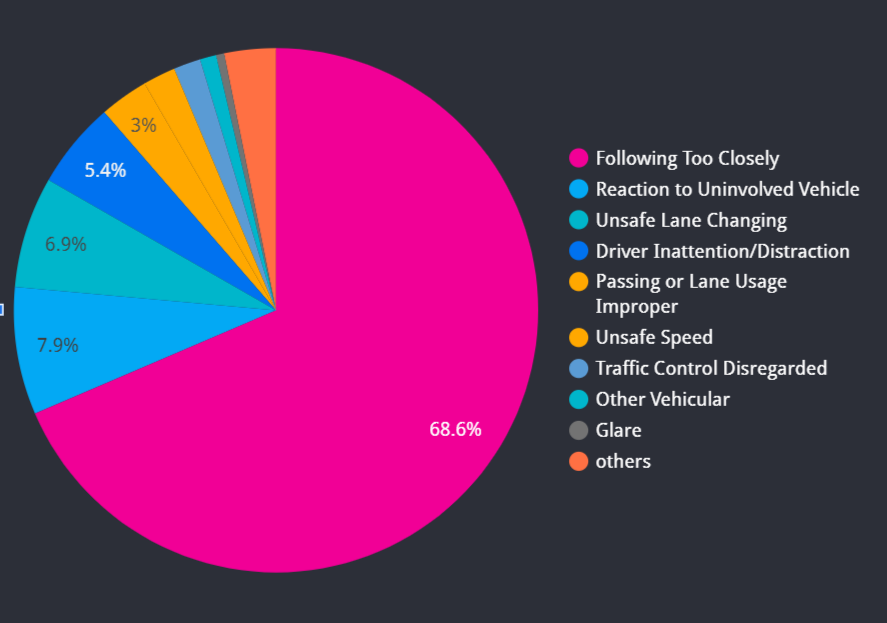 3%
5.4%
6.9%
7.9%
68.6%
Following Too Closely
Reaction to Uninvolved Vehicle
Unsafe Lane Changing
Driver Inattention/Distraction
Passing or Lane Usage
Improper
Unsafe Speed
Traffic Control Disregarded
Other Vehicular
Glare
others